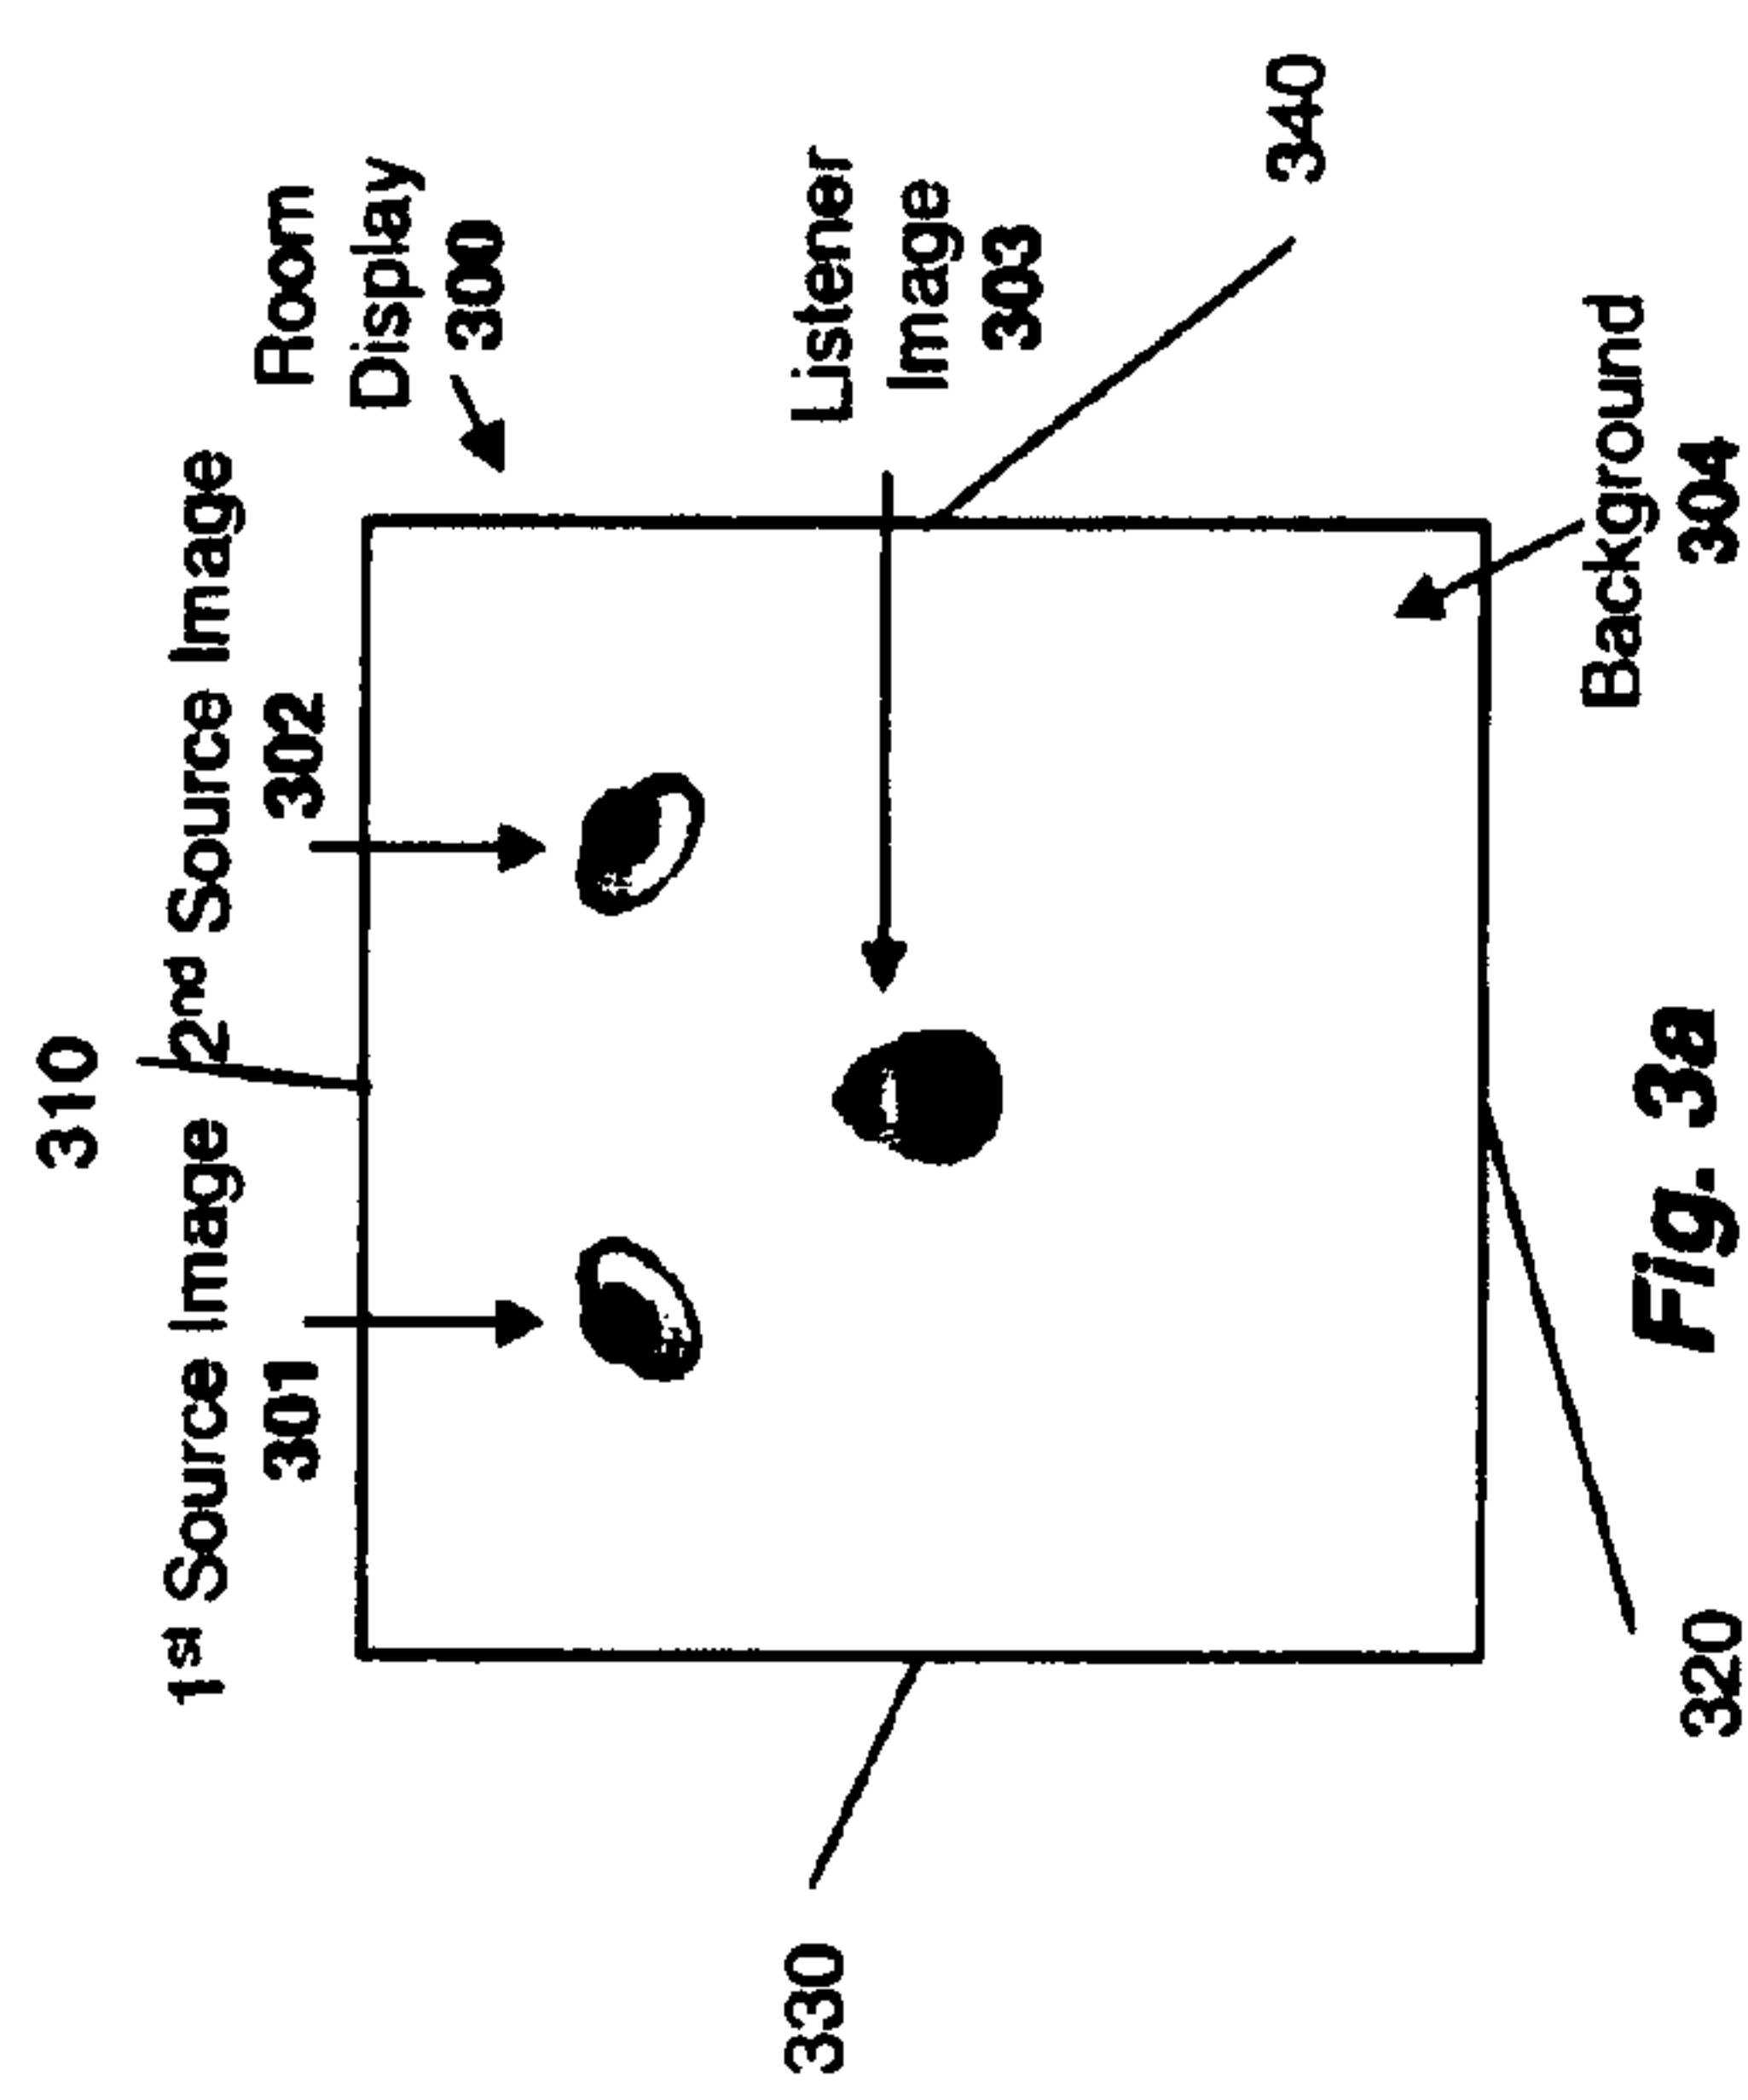 310
1st Source Image
2nd Source Image
301
302
Room
Display
300
Listener
Image
303
330
340
Background
304
320
Fig. 3a